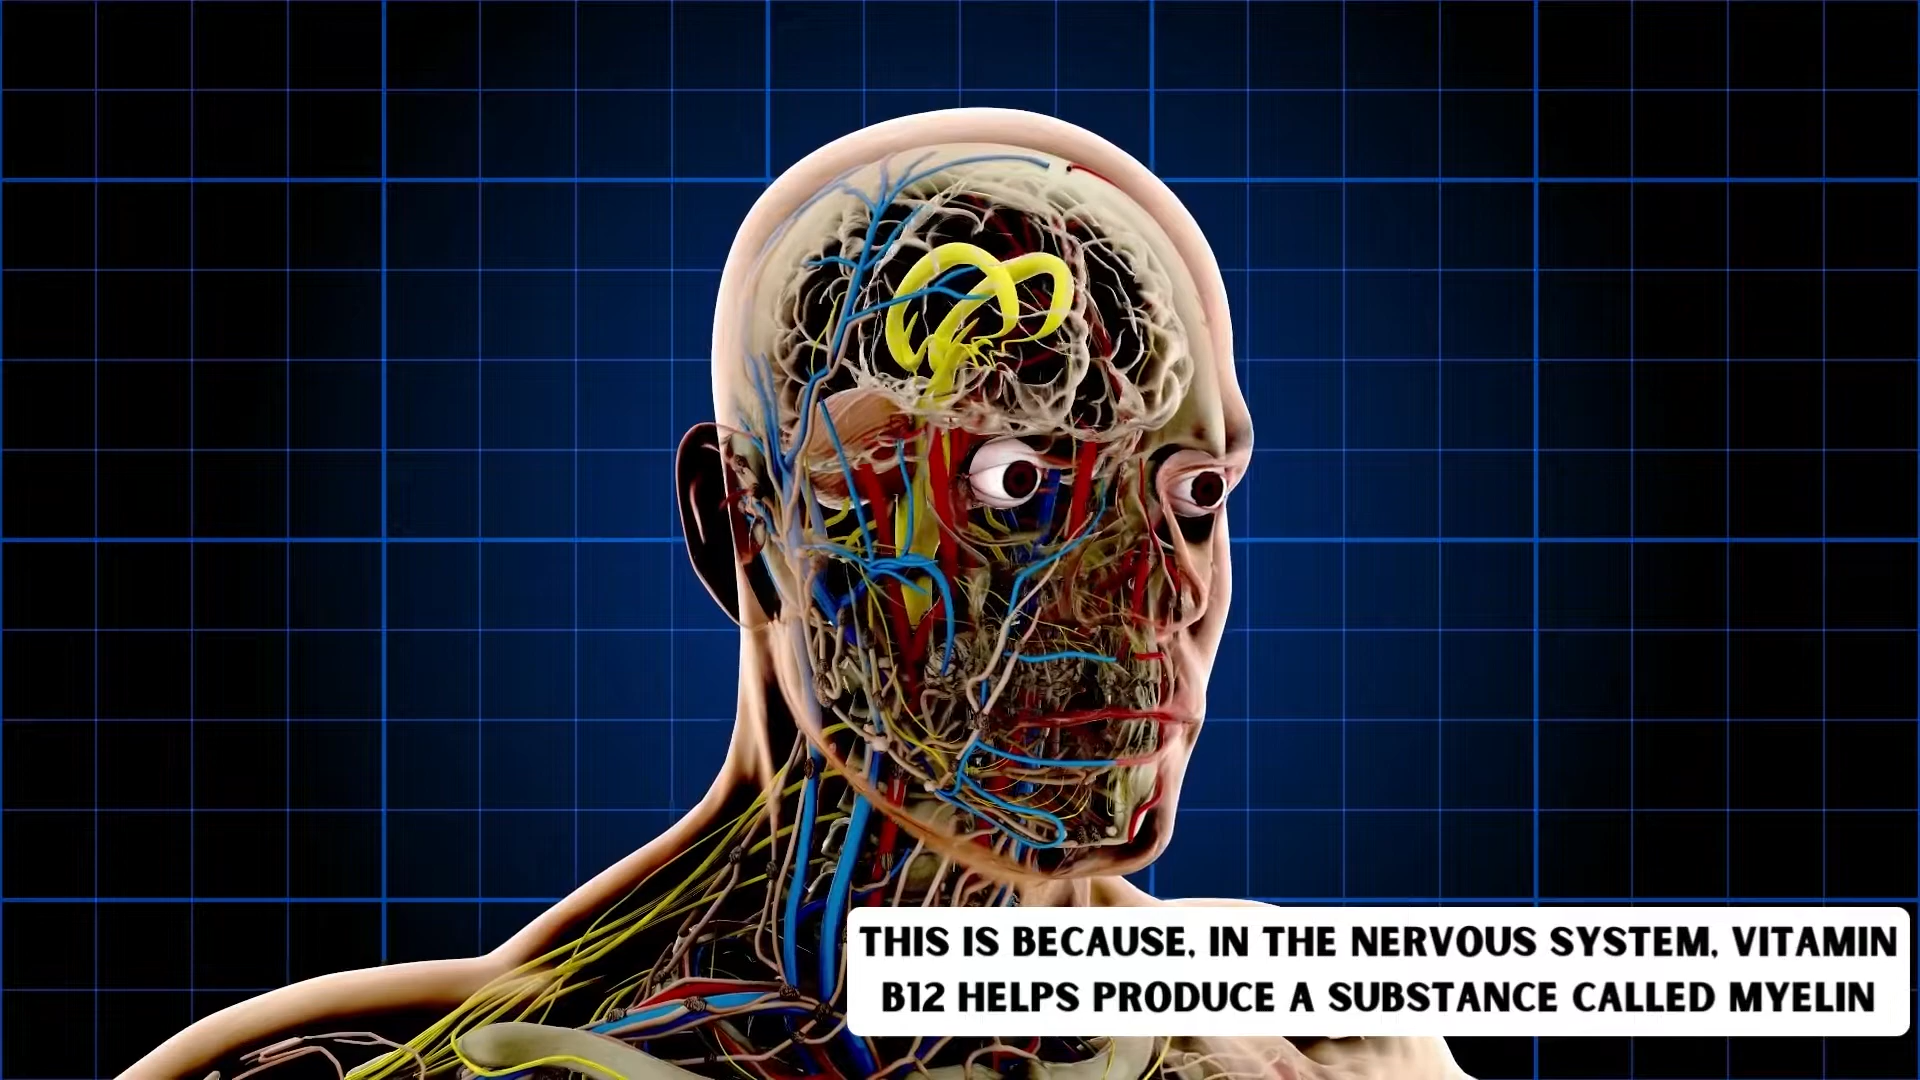 THIS IS BECAUSE, IN THE NERVOUS SYSTEM, VITAMIN
B12 HELPS PRODUCE A SUBSTANCE CALLED MYELIN